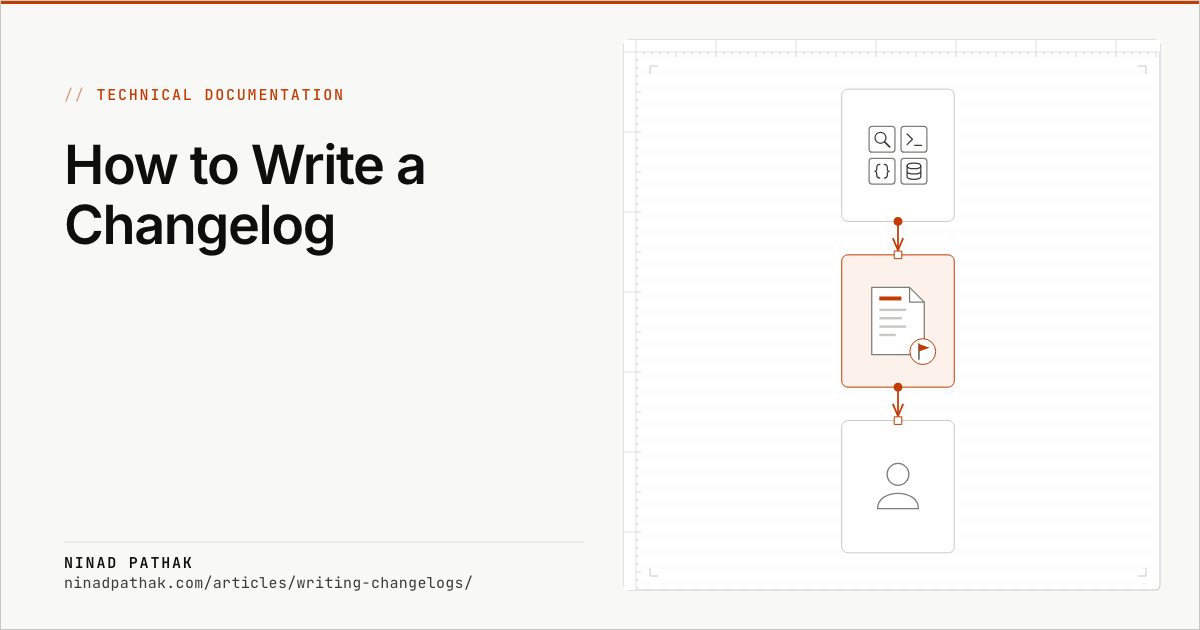 // TECHNICAL DOCUMENTATION
How to Write a
Changelog
NINAD PATHAK
ninadpathak.com/articles/writing-changelogs/